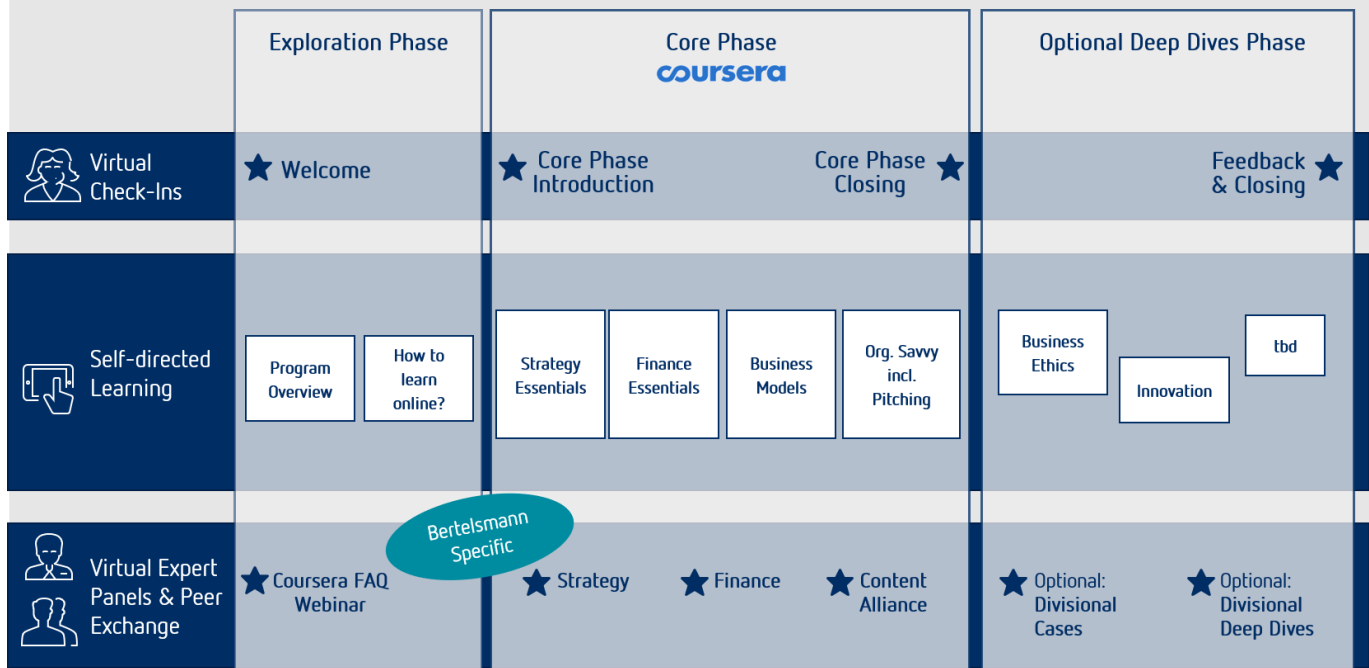 Exploration Phase
Core Phase
coursera
Optional Deep Dives Phase
Virtual
Check-Ins
Welcome
Core Phase
Introduction
Core Phase
Closing
Feedback
& Closing
Self-directed
Learning
Program
Overview
How to
learn
online?
Strategy
Essentials
Finance
Essentials
Business
Models
Org. Savvy
incl.
Pitching
Business
Ethics
Innovation
tbd
Bertelsmann
Specific
Virtual Expert
Panels & Peer
Exchange
Coursera FAQ
Webinar
Strategy
Finance
Content
Alliance
Optional:
Divisional
Cases
Optional:
Divisional
Deep Dives